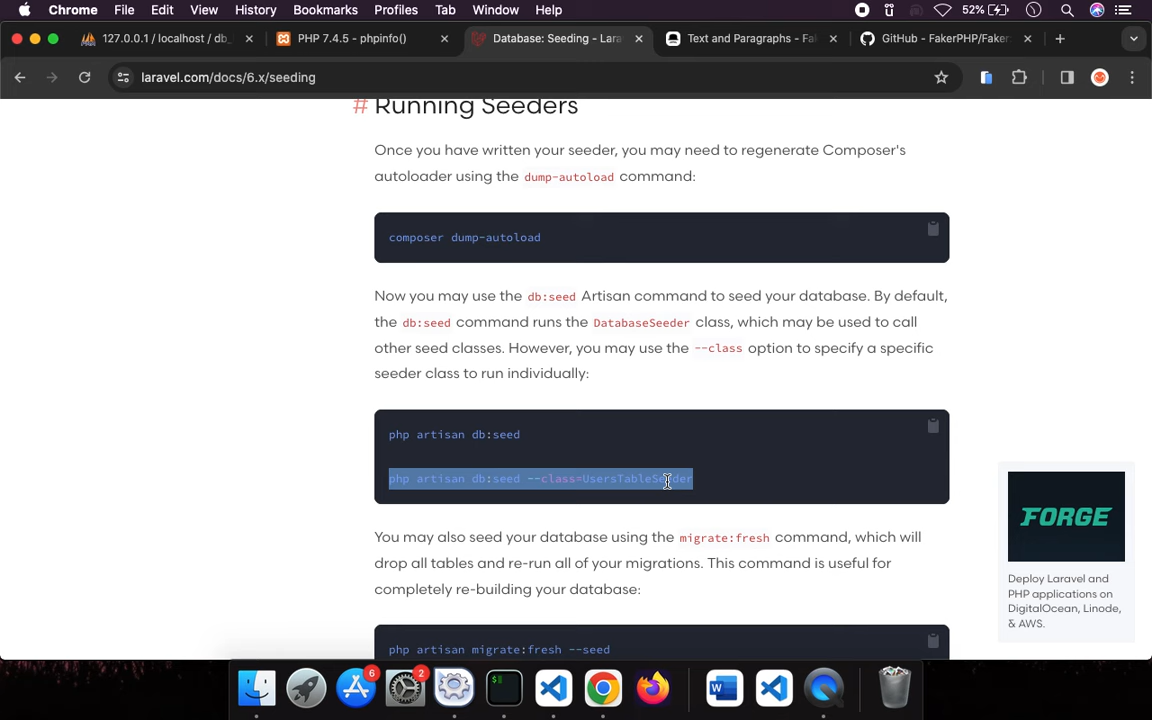 Chrome File Edit View History Bookmarks Profiles Tab Window Help 52%
127.0.0.1 / localhost / db_
PHP 7.4.5 - phpinfo()
Database: Seeding - Lara
Text and Paragraphs - Fa
GitHub - FakerPHP/Faker
laravel.com/docs/6.x/seeding
# Running Seeders
Once you have written your seeder, you may need to regenerate Composer's
autoloader using the dump-autoload command:
composer dump-autoload
Now you may use the db:seed Artisan command to seed your database. By default,
the db:seed command runs the DatabaseSeeder class, which may be used to call
other seed classes. However, you may use the --class option to specify a specific
seeder class to run individually:
php artisan db:seed
php artisan db:seed --class=UsersTableSeeder
You may also seed your database using the migrate:fresh command, which will
drop all tables and re-run all of your migrations. This command is useful for
completely re-building your database:
php artisan migrate:fresh --seed
FORGE
Deploy Laravel and
PHP applications on
DigitalOcean, Linode,
& AWS.
6
2
$
W